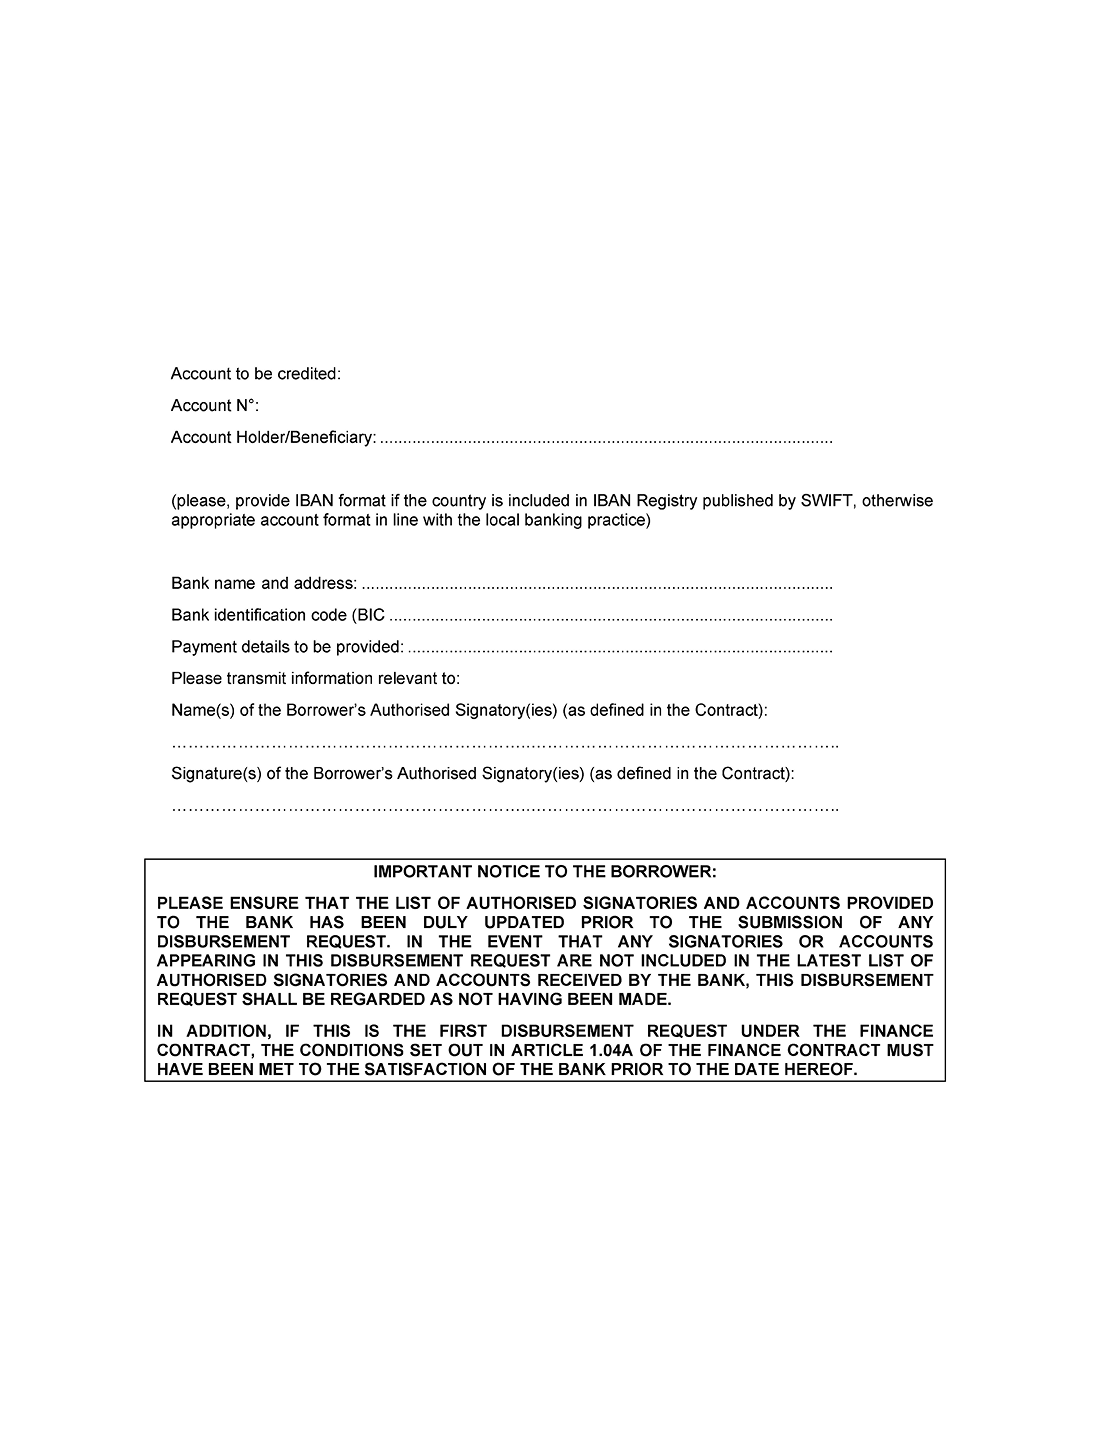 Account to be credited:
Account N°:
Account Holder/Beneficiary: ..................................................................................................
(please, provide IBAN format if the country is included in IBAN Registry published by SWIFT, otherwise
appropriate account format in line with the local banking practice)
Bank name and address: ......................................................................................................
Bank identification code (BIC ................................................................................................
Payment details to be provided: ............................................................................................
Please transmit information relevant to:
Name(s) of the Borrower’s Authorised Signatory(ies) (as defined in the Contract):
…………………………………………………………..………………………………………………..
Signature(s) of the Borrower’s Authorised Signatory(ies) (as defined in the Contract):
…………………………………………………………..………………………………………………..
IMPORTANT NOTICE TO THE BORROWER:
PLEASE ENSURE THAT THE LIST OF AUTHORISED SIGNATORIES AND ACCOUNTS PROVIDED
TO THE BANK HAS BEEN DULY UPDATED PRIOR TO THE SUBMISSION OF ANY
DISBURSEMENT REQUEST. IN THE EVENT THAT ANY SIGNATORIES OR ACCOUNTS
APPEARING IN THIS DISBURSEMENT REQUEST ARE NOT INCLUDED IN THE LATEST LIST OF
AUTHORISED SIGNATORIES AND ACCOUNTS RECEIVED BY THE BANK, THIS DISBURSEMENT
REQUEST SHALL BE REGARDED AS NOT HAVING BEEN MADE.
IN ADDITION, IF THIS IS THE FIRST DISBURSEMENT REQUEST UNDER THE FINANCE
CONTRACT, THE CONDITIONS SET OUT IN ARTICLE 1.04A OF THE FINANCE CONTRACT MUST
HAVE BEEN MET TO THE SATISFACTION OF THE BANK PRIOR TO THE DATE HEREOF.